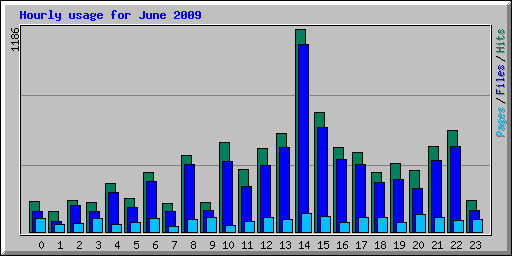 Hourly usage for June 2009
1186
Pages / Files / Hits
0 1 2 3 4 5 6 7 8 9 10 11 12 13 14 15 16 17 18 19 20 21 22 23